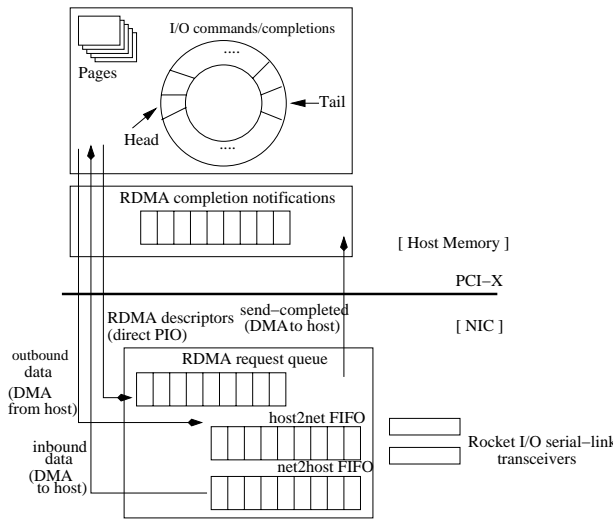 I/O commands/completions
....
Pages
Tail
Head
....
RDMA completion notifications
[ Host Memory ]
PCI−X
RDMA descriptors
(direct PIO)
send−completed
(DMA to host)
[ NIC ]
outbound
data
(DMA
from host)
RDMA request queue
host2net FIFO
inbound
data
(DMA
to host)
net2host FIFO
Rocket I/O serial−link
transceivers